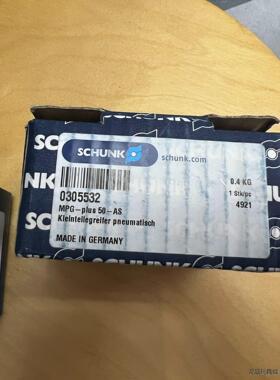 SCHUNK
schunk.com
SCHUNK
0305532
0.4 KG
MPG-plus 50-AS
1 Stk/pc
Kleinteilegreifer pneumatisch
4921
MADE IN GERMANY